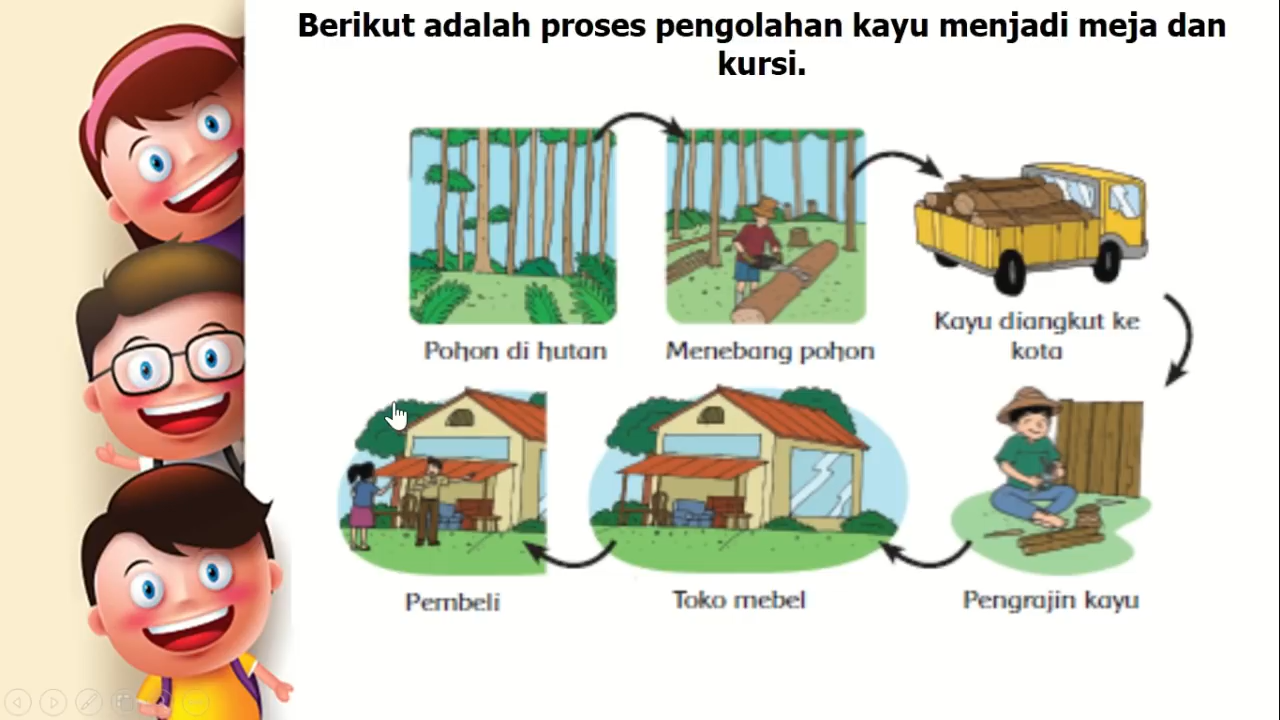 Berikut adalah proses pengolahan kayu menjadi meja dan
kursi.
Pohon di hutan
Menebang pohon
Kayu diangkut ke
kota
Pembeli
Toko mebel
Pengrajin kayu